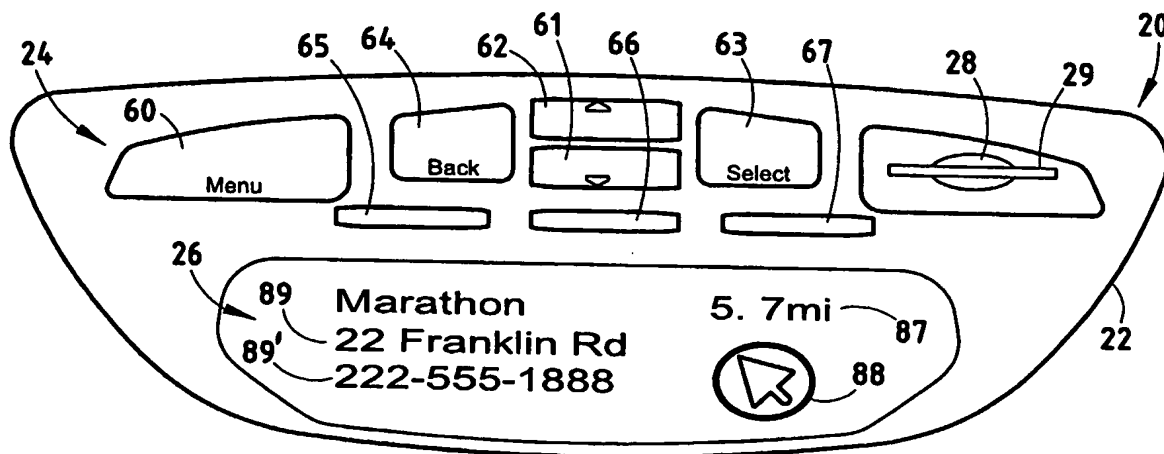 61
64 66 20
65 62 63 67 28
24 29
60
Menu Back Select
26
89 Marathon 5. 7mi
22 Franklin Rd 87 22
89' 222-555-1888 88